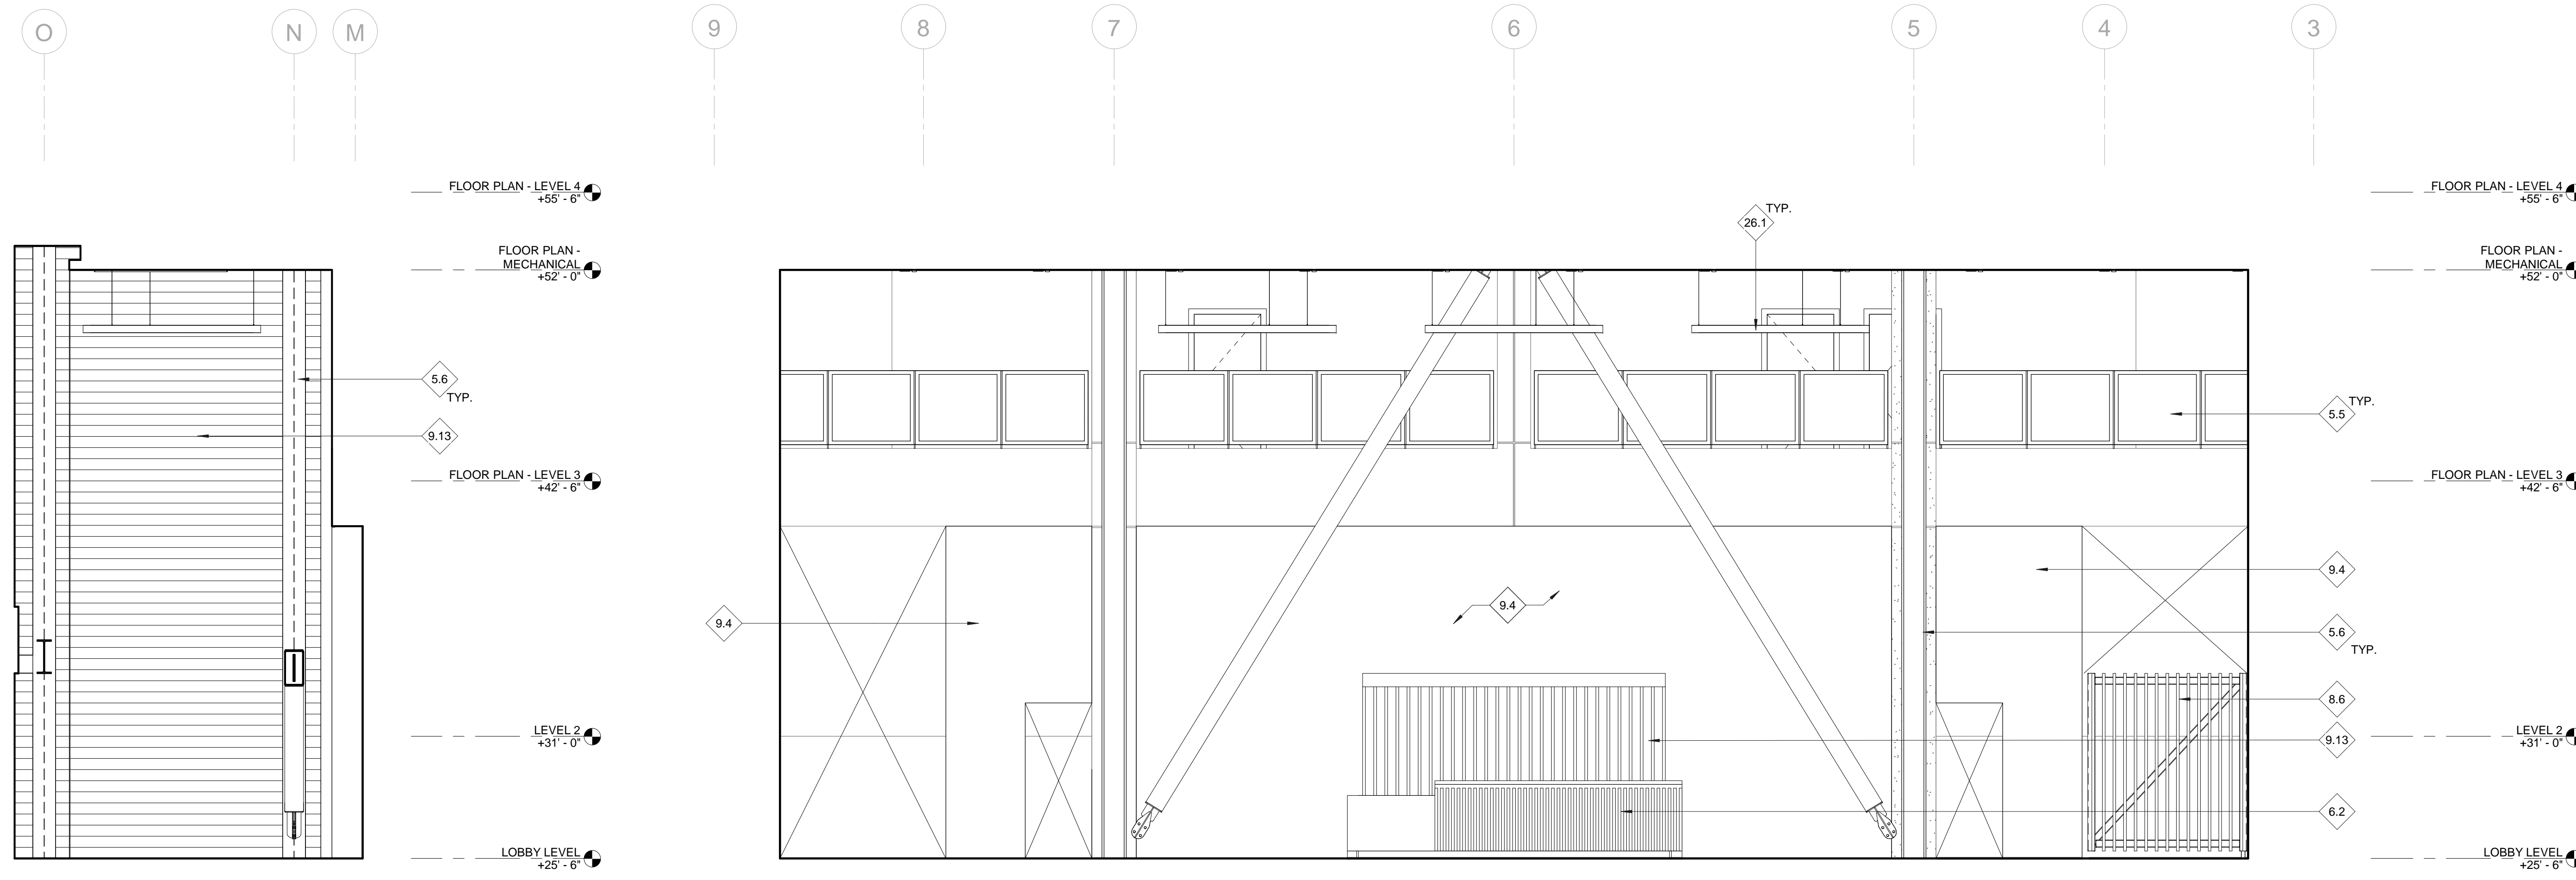 O
N
M
9
8
7
6
5
4
3
FLOOR PLAN - LEVEL 4
+55' - 6"
FLOOR PLAN - LEVEL 4
+55' - 6"
TYP.
26.1
FLOOR PLAN -
MECHANICAL
+52' - 0"
FLOOR PLAN -
MECHANICAL
+52' - 0"
5.6
TYP.
TYP.
5.5
9.13
FLOOR PLAN - LEVEL 3
+42' - 6"
FLOOR PLAN - LEVEL 3
+42' - 6"
9.4
9.4
9.4
5.6
TYP.
8.6
LEVEL 2
+31' - 0"
9.13
LEVEL 2
+31' - 0"
6.2
LOBBY LEVEL
+25' - 6"
LOBBY LEVEL
+25' - 6"